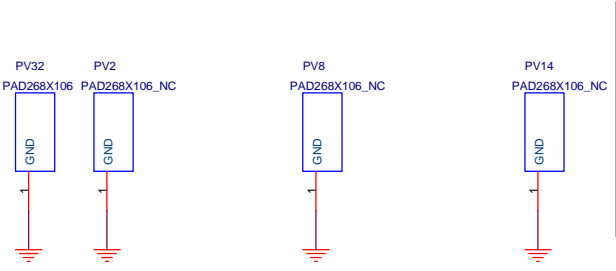 PV32 PV2 PV8 PV14
PAD268X106 PAD268X106_NC PAD268X106_NC PAD268X106_NC
GND GND GND GND
1 1 1 1